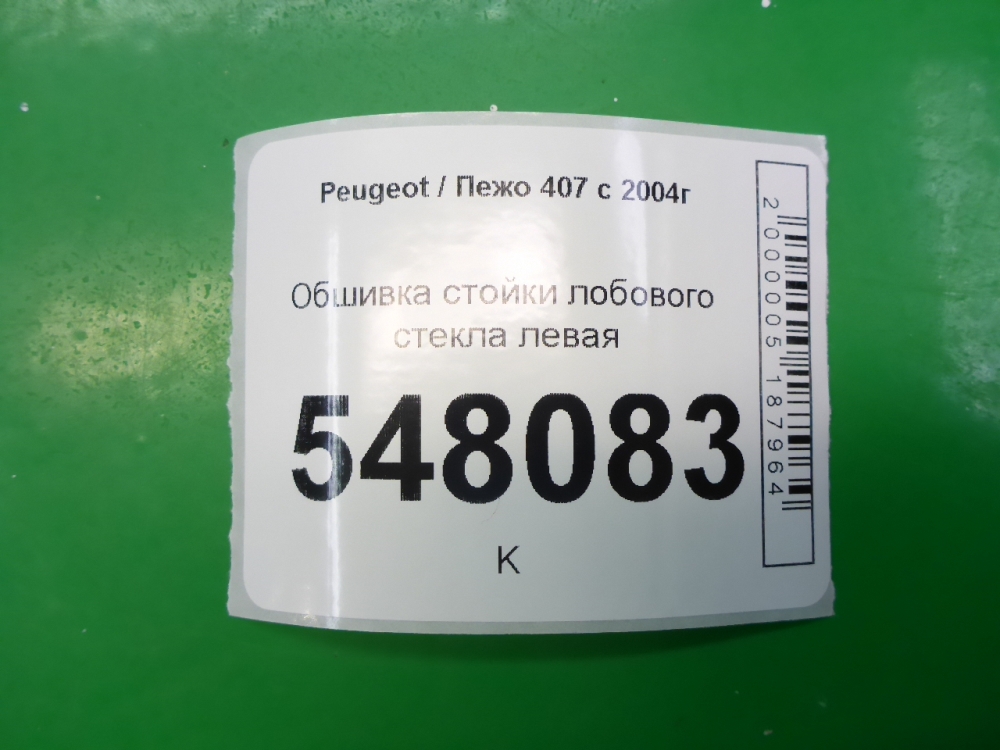 Peugeot / Пежо 407 с 2004г
Обшивка стойки лобового
стекла левая
548083
К
2000005187964